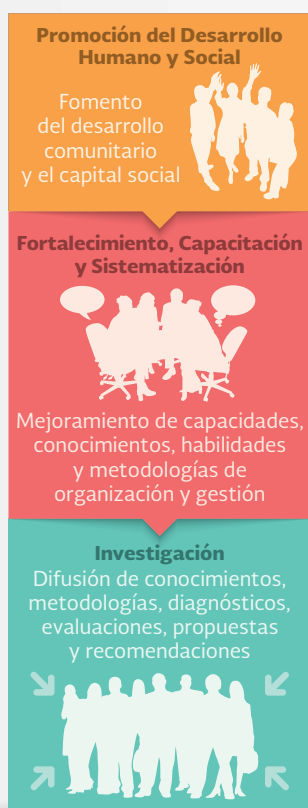 Promoción del Desarrollo
Humano y Social
Fomento
del desarrollo
comunitario
y el capital social
Fortalecimiento, Capacitación
y Sistematización
Mejoramiento de capacidades,
conocimientos, habilidades
y metodologías de
organización y gestión
Investigación
Difusión de conocimientos,
metodologías, diagnósticos,
evaluaciones, propuestas
y recomendaciones